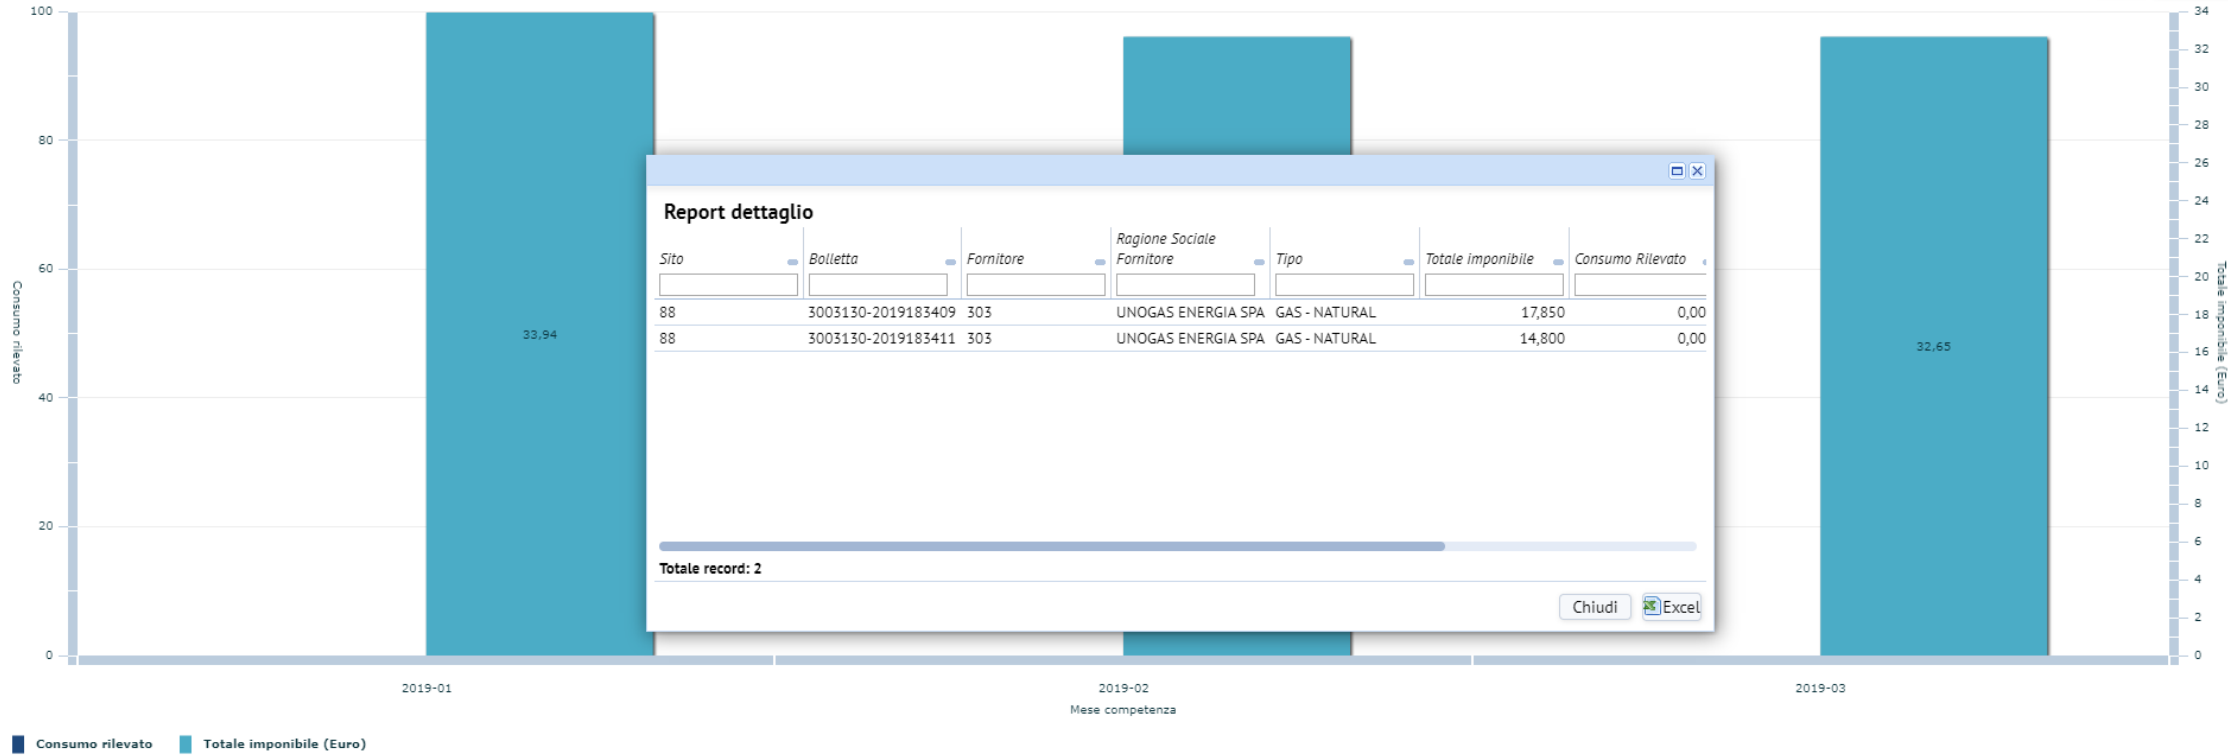 100
80
60
40
20
0
Consumo rilevato
33,94
32,65
34
32
30
28
26
24
22
20
18
16
14
12
10
8
6
4
2
0
Totale imponibile (Euro)
Report dettaglio
Sito Bolletta Fornitore Ragione Sociale Fornitore Tipo Totale imponibile Consumo Rilevato
88 3003130-2019183409 303 UNOGAS ENERGIA SPA GAS - NATURAL 17,850 0,00
88 3003130-2019183411 303 UNOGAS ENERGIA SPA GAS - NATURAL 14,800 0,00
Totale record: 2
Chiudi Excel
2019-01 2019-02 2019-03
Mese competenza
Consumo rilevato Totale imponibile (Euro)